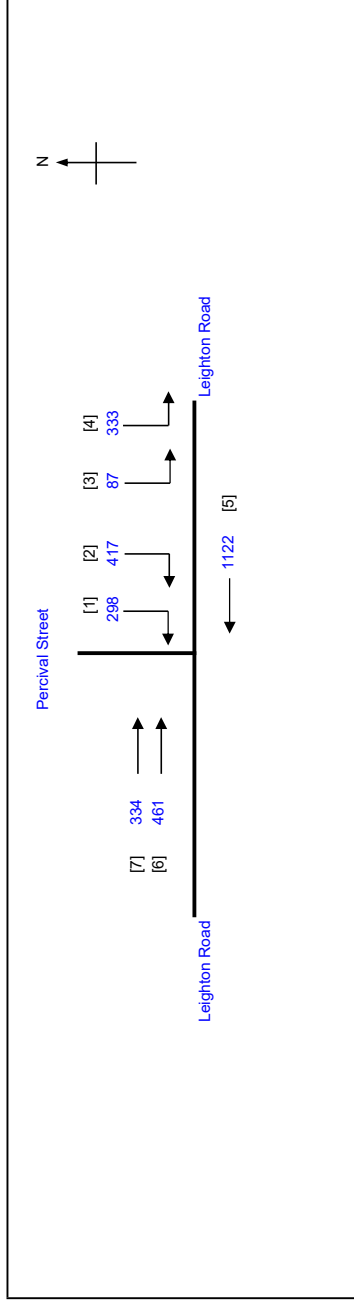 N
Percival Street
[1] [2] [3] [4]
298 417 87 333
[7] 334
[6] 461
Leighton Road
Leighton Road
1122 [5]